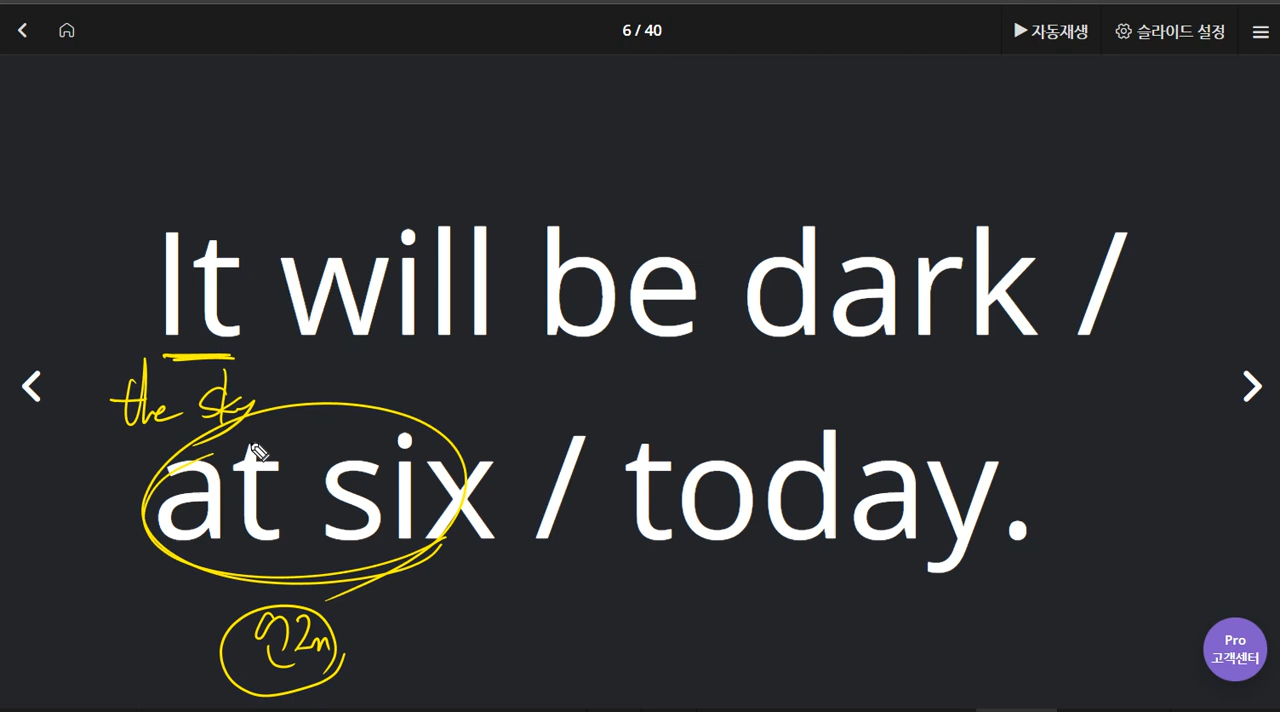 6 / 40
자동재생
슬라이드 설정
It will be dark /
the sky
at six / today.
Pro
고객센터